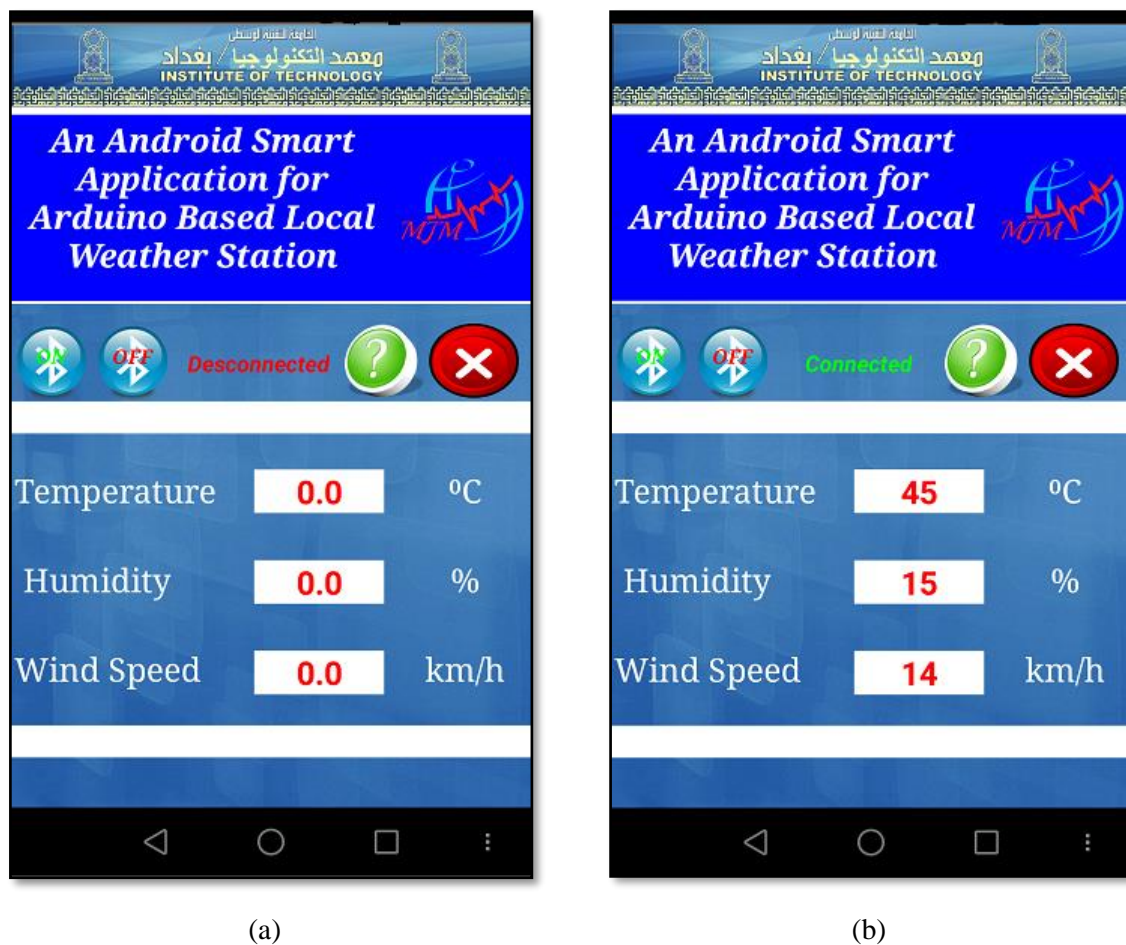 الجامعة التقنية الوسطى
معهد التكنولوجيا / بغداد
INSTITUTE OF TECHNOLOGY
An Android Smart
Application for
Arduino Based Local
Weather Station
MJM
ON
OFF
Desconnected
?
Temperature 0.0 ºC
Humidity 0.0 %
Wind Speed 0.0 km/h
(a)
الجامعة التقنية الوسطى
معهد التكنولوجيا / بغداد
INSTITUTE OF TECHNOLOGY
An Android Smart
Application for
Arduino Based Local
Weather Station
MJM
ON
OFF
Connected
?
Temperature 45 ºC
Humidity 15 %
Wind Speed 14 km/h
(b)